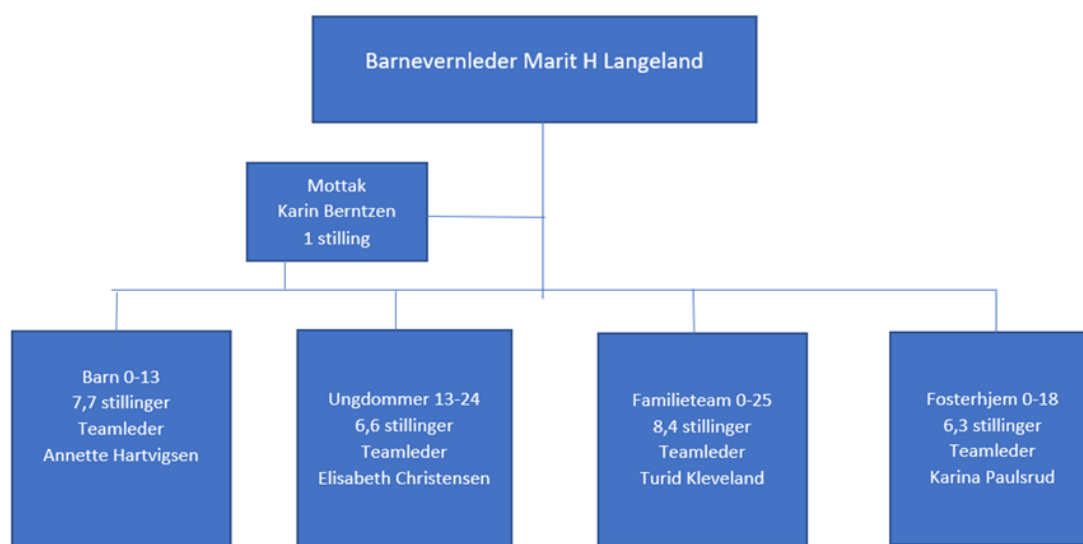 Barnevernleder Marit H Langeland
Mottak
Karin Berntzen
1 stilling
Barn 0-13
7,7 stillinger
Teamleder
Annette Hartvigsen
Ungdommer 13-24
6,6 stillinger
Teamleder
Elisabeth Christensen
Familieteam 0-25
8,4 stillinger
Teamleder
Turid Kleveland
Fosterhjem 0-18
6,3 stillinger
Teamleder
Karina Paulsrud